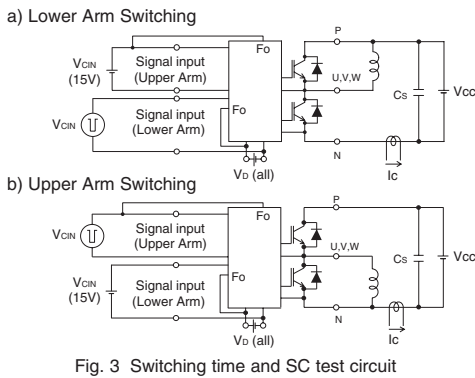 a) Lower Arm Switching
P
Fo
VCIN
(15V)
Signal input
(Upper Arm)
U,V,W
CS
Vcc
VCIN
Signal input
(Lower Arm)
Fo
N
Ic
VD (all)
b) Upper Arm Switching
P
Fo
VCIN
Signal input
(Upper Arm)
U,V,W
CS
Vcc
VCIN
(15V)
Signal input
(Lower Arm)
Fo
N
Ic
VD (all)
Fig. 3 Switching time and SC test circuit